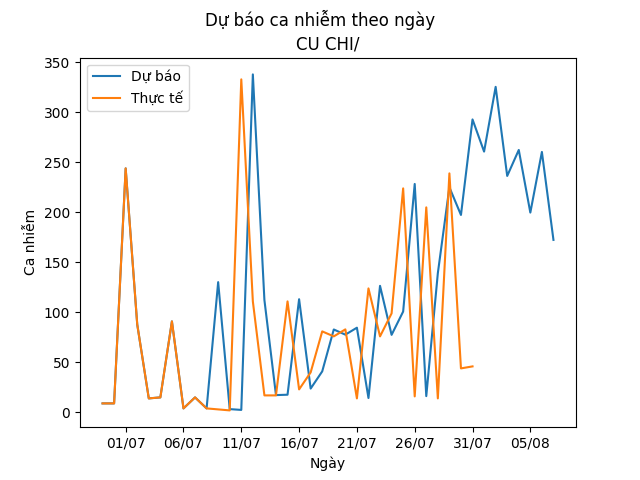 Dự báo ca nhiễm theo ngày
CU CHI/
Dự báo
Thực tế
350
300
250
200
150
100
50
0
Ca nhiễm
01/07 06/07 11/07 16/07 21/07 26/07 31/07 05/08
Ngày